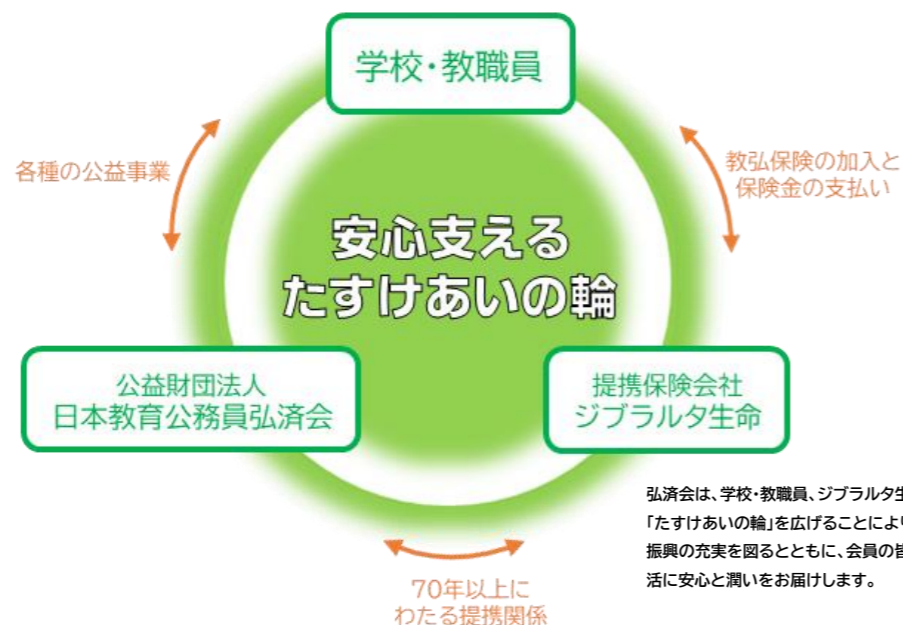 学校・教職員
各種の公益事業
教弘保険の加入と
保険金の支払い
安心支える
たすけあいの輪
公益財団法人
日本教育公務員弘済会
提携保険会社
ジブラルタ生命
弘済会は、学校・教職員、ジブラルタ生
「たすけあいの輪」を広げることにより
振興の充実を図るとともに、会員の皆
活に安心と潤いをお届けします。
70年以上に
わたる提携関係